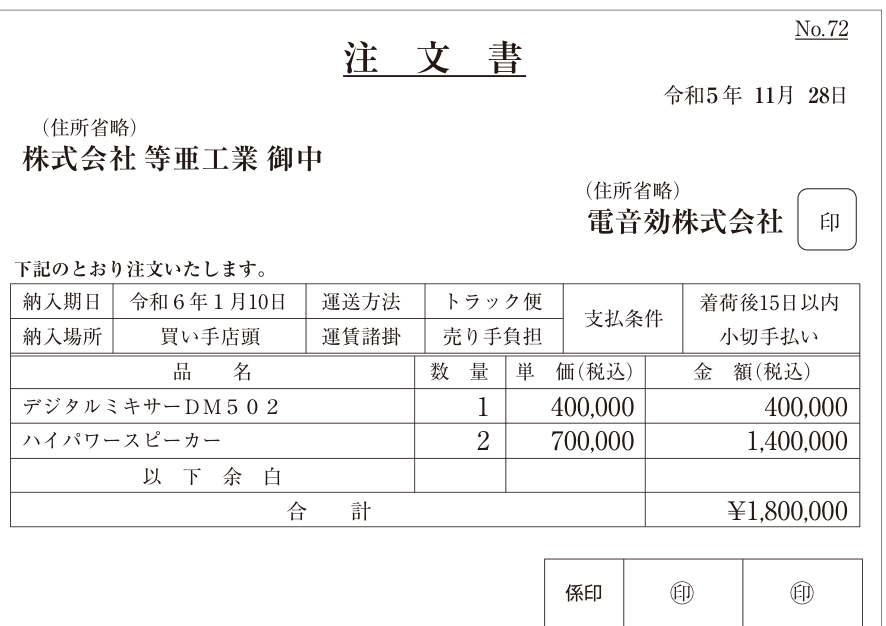 No.72
注　文　書
令和5年 11月 28日
（住所省略）
株式会社 等亜工業 御中
（住所省略）
電音効株式会社
印
下記のとおり注文いたします。
納入期日 令和6年1月10日 運送方法 トラック便 支払条件 着荷後15日以内
納入場所 買い手店頭 運賃諸掛 売り手負担 小切手払い
品　名 数　量 単　価(税込) 金　額(税込)
デジタルミキサーDM５０２ 1 400,000 400,000
ハイパワースピーカー 2 700,000 1,400,000
以　下　余　白
合　計 ¥1,800,000
係印 ㊞ ㊞